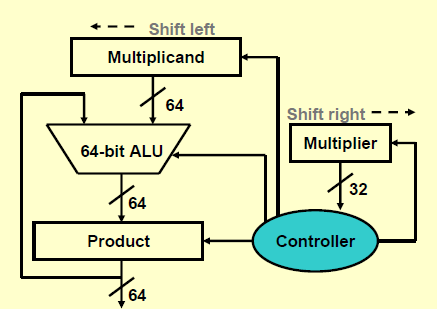 Shift left
Multiplicand
64
Shift right
64-bit ALU
Multiplier
32
64
Product
Controller
64